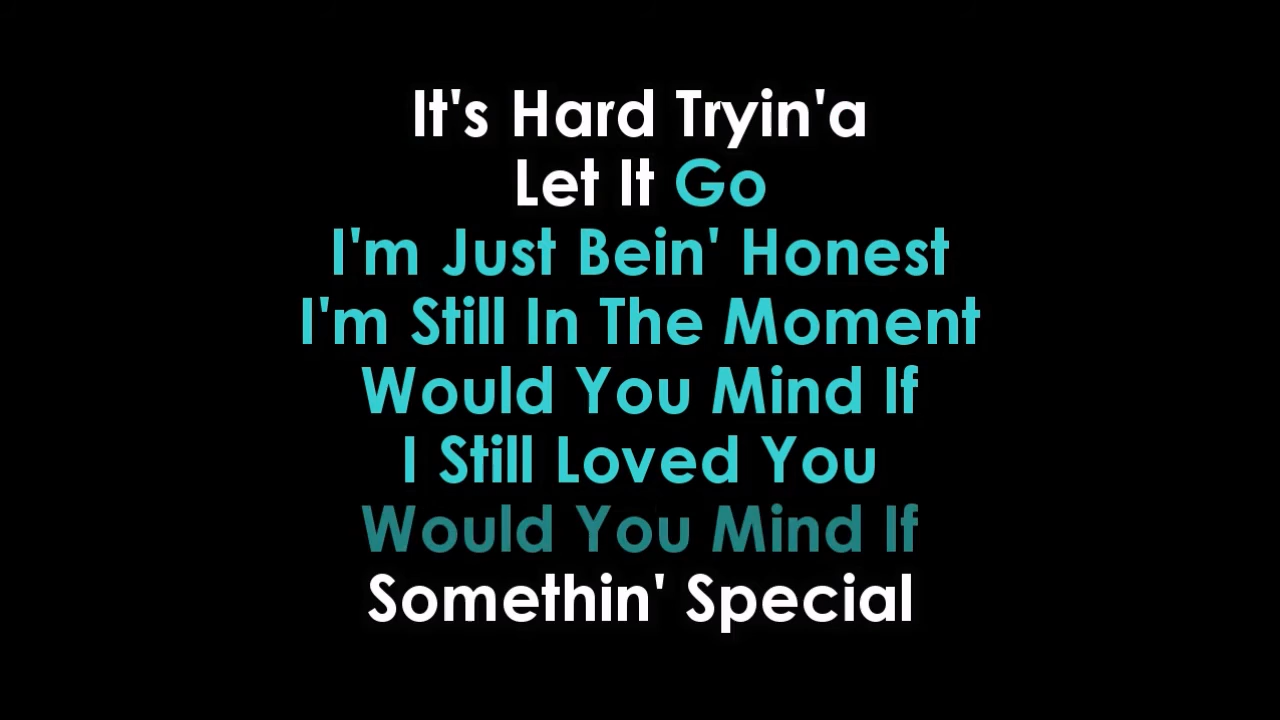 It's Hard Tryin'a
Let It Go
I'm Just Bein' Honest
I'm Still In The Moment
Would You Mind If
I Still Loved You
Would You Mind If
Somethin' Special